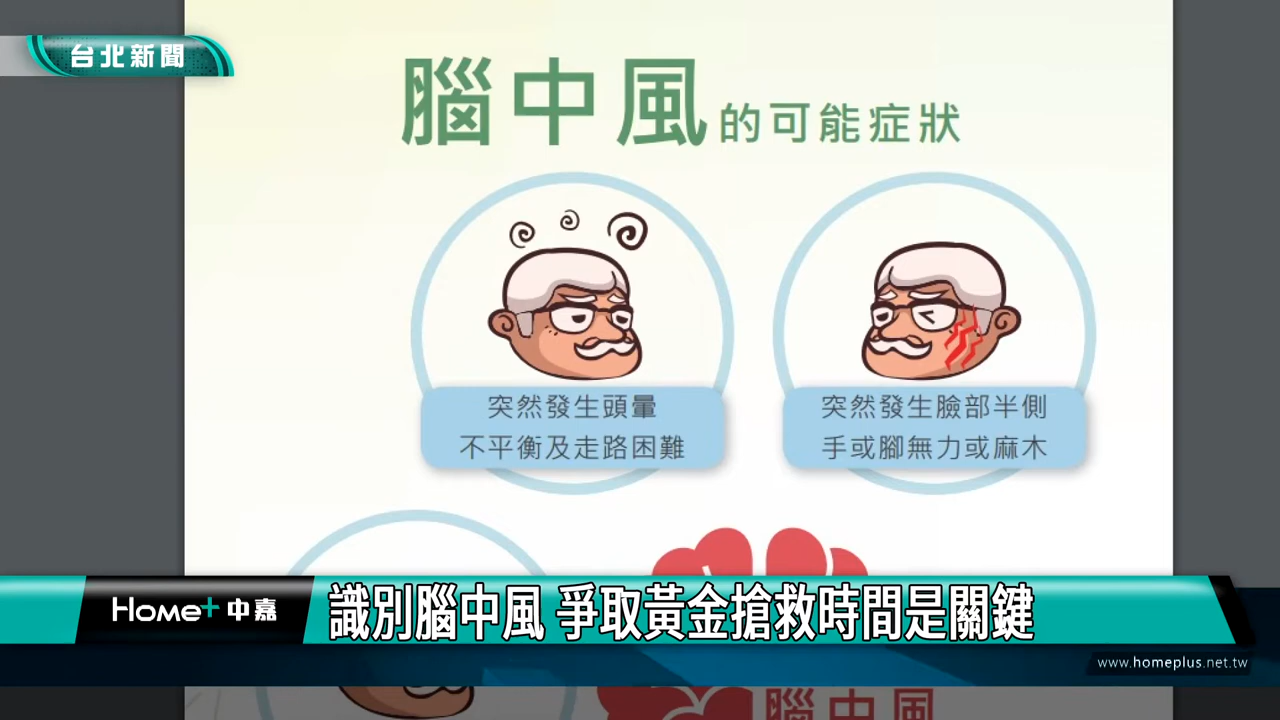 台北新聞
腦中風的可能症狀
突然發生頭暈
不平衡及走路困難
突然發生臉部半側
手或腳無力或麻木
Home+中嘉
識別腦中風 爭取黃金搶救時間是關鍵
www.homeplus.net.tw
腦中風